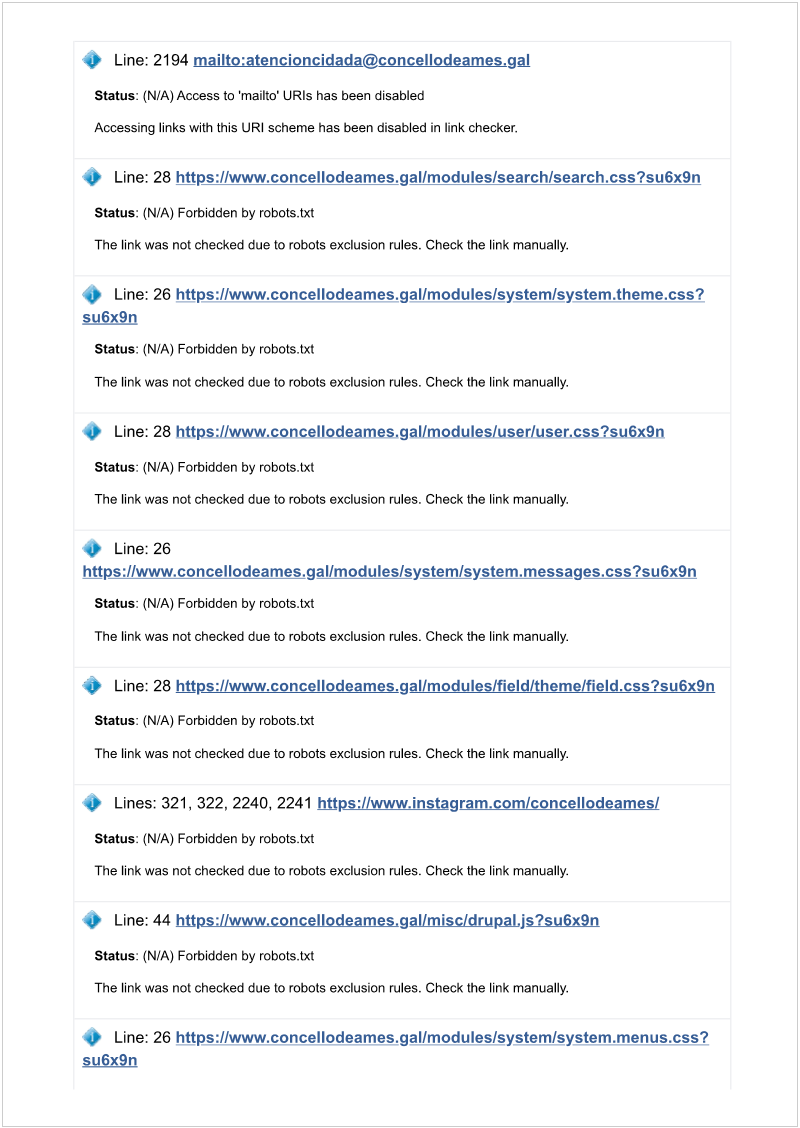 Line: 2194 mailto:atencioncidada@concellodeames.gal
Status: (N/A) Access to 'mailto' URIs has been disabled
Accessing links with this URI scheme has been disabled in link checker.
Line: 28 https://www.concellodeames.gal/modules/search/search.css?su6x9n
Status: (N/A) Forbidden by robots.txt
The link was not checked due to robots exclusion rules. Check the link manually.
Line: 26 https://www.concellodeames.gal/modules/system/system.theme.css?
su6x9n
Status: (N/A) Forbidden by robots.txt
The link was not checked due to robots exclusion rules. Check the link manually.
Line: 28 https://www.concellodeames.gal/modules/user/user.css?su6x9n
Status: (N/A) Forbidden by robots.txt
The link was not checked due to robots exclusion rules. Check the link manually.
Line: 26
https://www.concellodeames.gal/modules/system/system.messages.css?su6x9n
Status: (N/A) Forbidden by robots.txt
The link was not checked due to robots exclusion rules. Check the link manually.
Line: 28 https://www.concellodeames.gal/modules/field/theme/field.css?su6x9n
Status: (N/A) Forbidden by robots.txt
The link was not checked due to robots exclusion rules. Check the link manually.
Lines: 321, 322, 2240, 2241 https://www.instagram.com/concellodeames/
Status: (N/A) Forbidden by robots.txt
The link was not checked due to robots exclusion rules. Check the link manually.
Line: 44 https://www.concellodeames.gal/misc/drupal.js?su6x9n
Status: (N/A) Forbidden by robots.txt
The link was not checked due to robots exclusion rules. Check the link manually.
Line: 26 https://www.concellodeames.gal/modules/system/system.menus.css?
su6x9n